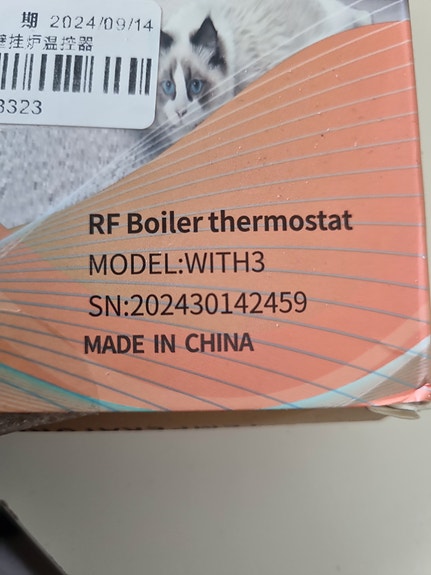 期 2024/09/14
壁挂炉温控器
3323
RF Boiler thermostat
MODEL:WITH3
SN:202430142459
MADE IN CHINA